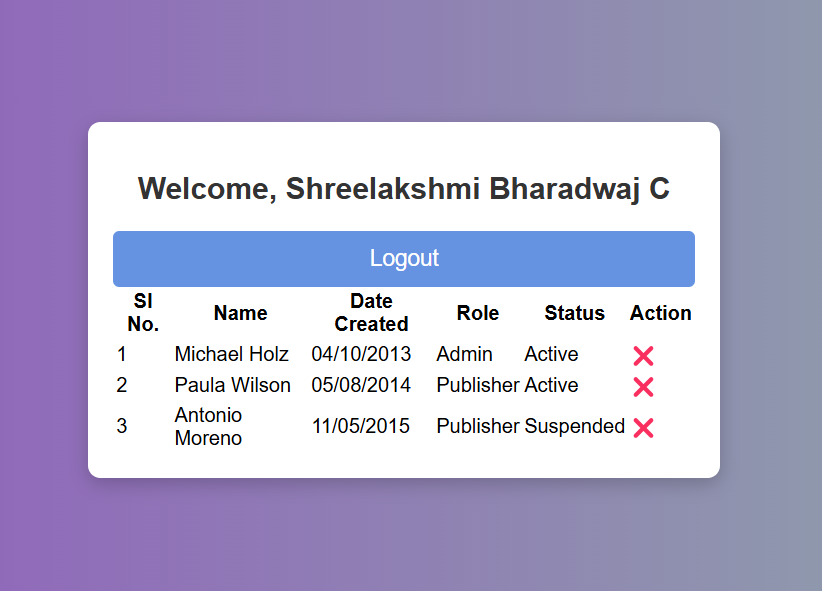 Welcome, Shreelakshmi Bharadwaj C
Logout
Sl No. Name Date Created Role Status Action
1 Michael Holz 04/10/2013 Admin Active ❌
2 Paula Wilson 05/08/2014 Publisher Active ❌
3 Antonio Moreno 11/05/2015 Publisher Suspended ❌